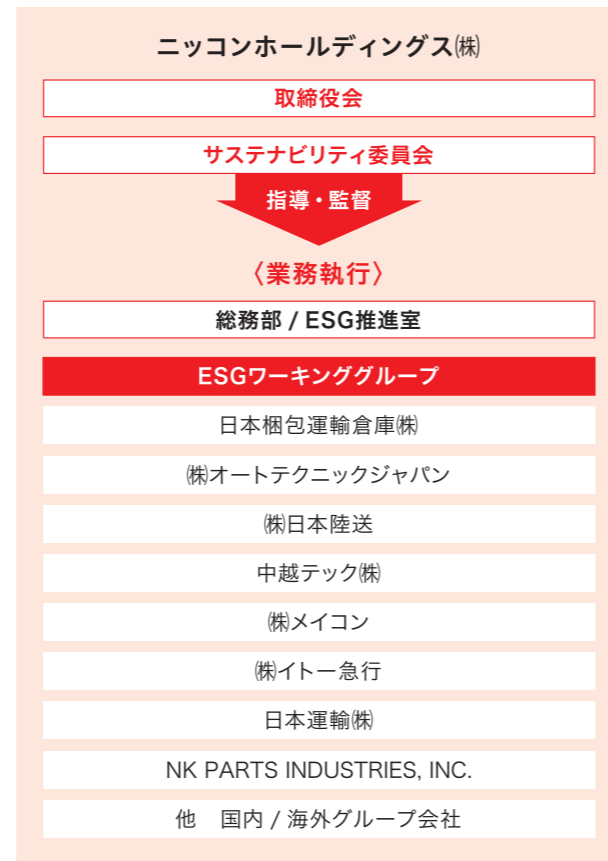 ニッコンホールディングス㈱
取締役会
サステナビリティ委員会
指導・監督
〈業務執行〉
総務部 / ESG推進室
ESGワーキンググループ
日本梱包運輸倉庫㈱
㈱オートテクニックジャパン
㈱日本陸送
中越テック㈱
㈱メイコン
㈱イトー急行
日本運輸㈱
NK PARTS INDUSTRIES, INC.
他　国内 / 海外グループ会社